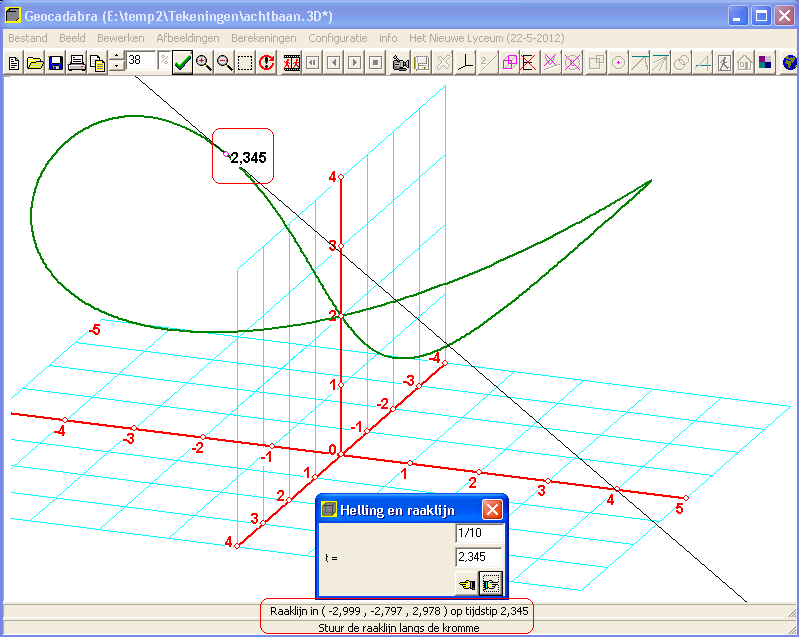 Geocadabra (E:\temp2\Tekeningen\achtbaan.3D*)
Bestand Beeld Bewerken Afbeeldingen Berekeningen Configuratie info Het Nieuwe Lyceum (22-5-2012)
38 %
2,345
4
3
2
1
0
-5
-4 -3 -2 -1 1 2 3 4 5
-4
-3
-2
-1
1
2
3
4
Helling en raaklijn
1/10
t = 2,345
Raaklijn in ( -2,999 , -2,797 , 2,978 ) op tijdstip 2,345
Stuur de raaklijn langs de kromme